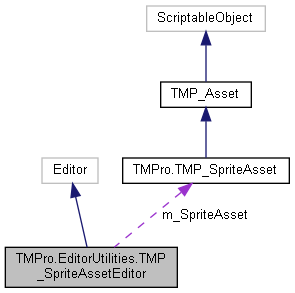 ScriptableObject
TMP_Asset
Editor
TMPro.TMP_SpriteAsset
m_SpriteAsset
TMPro.EditorUtilities.TMP
_SpriteAssetEditor